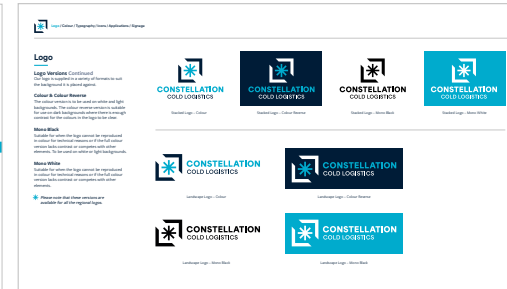 Logo / Colour / Typography / Icons / Applications / Signage
Logo
Logo Versions Continued
Our logo is supplied in a variety of formats to suit
the background it is placed against.
Colour & Colour Reverse
The colour version is to be used on white and light
backgrounds. The colour reverse version is suitable
for use on dark backgrounds where there is enough
contrast for the colours in the logo to be clear.
Mono Black
Suitable for when the logo cannot be reproduced
in colour for technical reasons or if the full colour
version lacks contrast or competes with other
elements. To be used on white or light backgrounds.
Mono White
Suitable for when the logo cannot be reproduced
in colour for technical reasons or if the full colour
version lacks contrast or competes with other
elements.
Please note that these versions are
available for all the regional logos.
CONSTELLATION
COLD LOGISTICS
Stacked Logo – Colour
CONSTELLATION
COLD LOGISTICS
Stacked Logo – Colour Reverse
CONSTELLATION
COLD LOGISTICS
Stacked Logo – Mono Black
CONSTELLATION
COLD LOGISTICS
Stacked Logo – Mono White
CONSTELLATION
COLD LOGISTICS
Landscape Logo – Colour
CONSTELLATION
COLD LOGISTICS
Landscape Logo – Colour Reverse
CONSTELLATION
COLD LOGISTICS
Landscape Logo – Mono Black
CONSTELLATION
COLD LOGISTICS
Landscape Logo – Mono Black